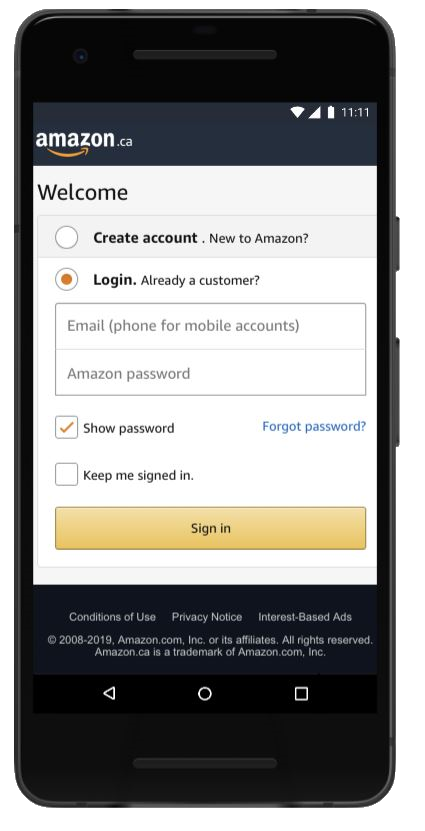 11:11
amazon.ca
Welcome
Create account . New to Amazon?
Login. Already a customer?
Email (phone for mobile accounts)
Amazon password
Show password Forgot password?
Keep me signed in.
Sign in
Conditions of Use Privacy Notice Interest-Based Ads
© 2008-2019, Amazon.com, Inc. or its affiliates. All rights reserved.
Amazon.ca is a trademark of Amazon.com, Inc.